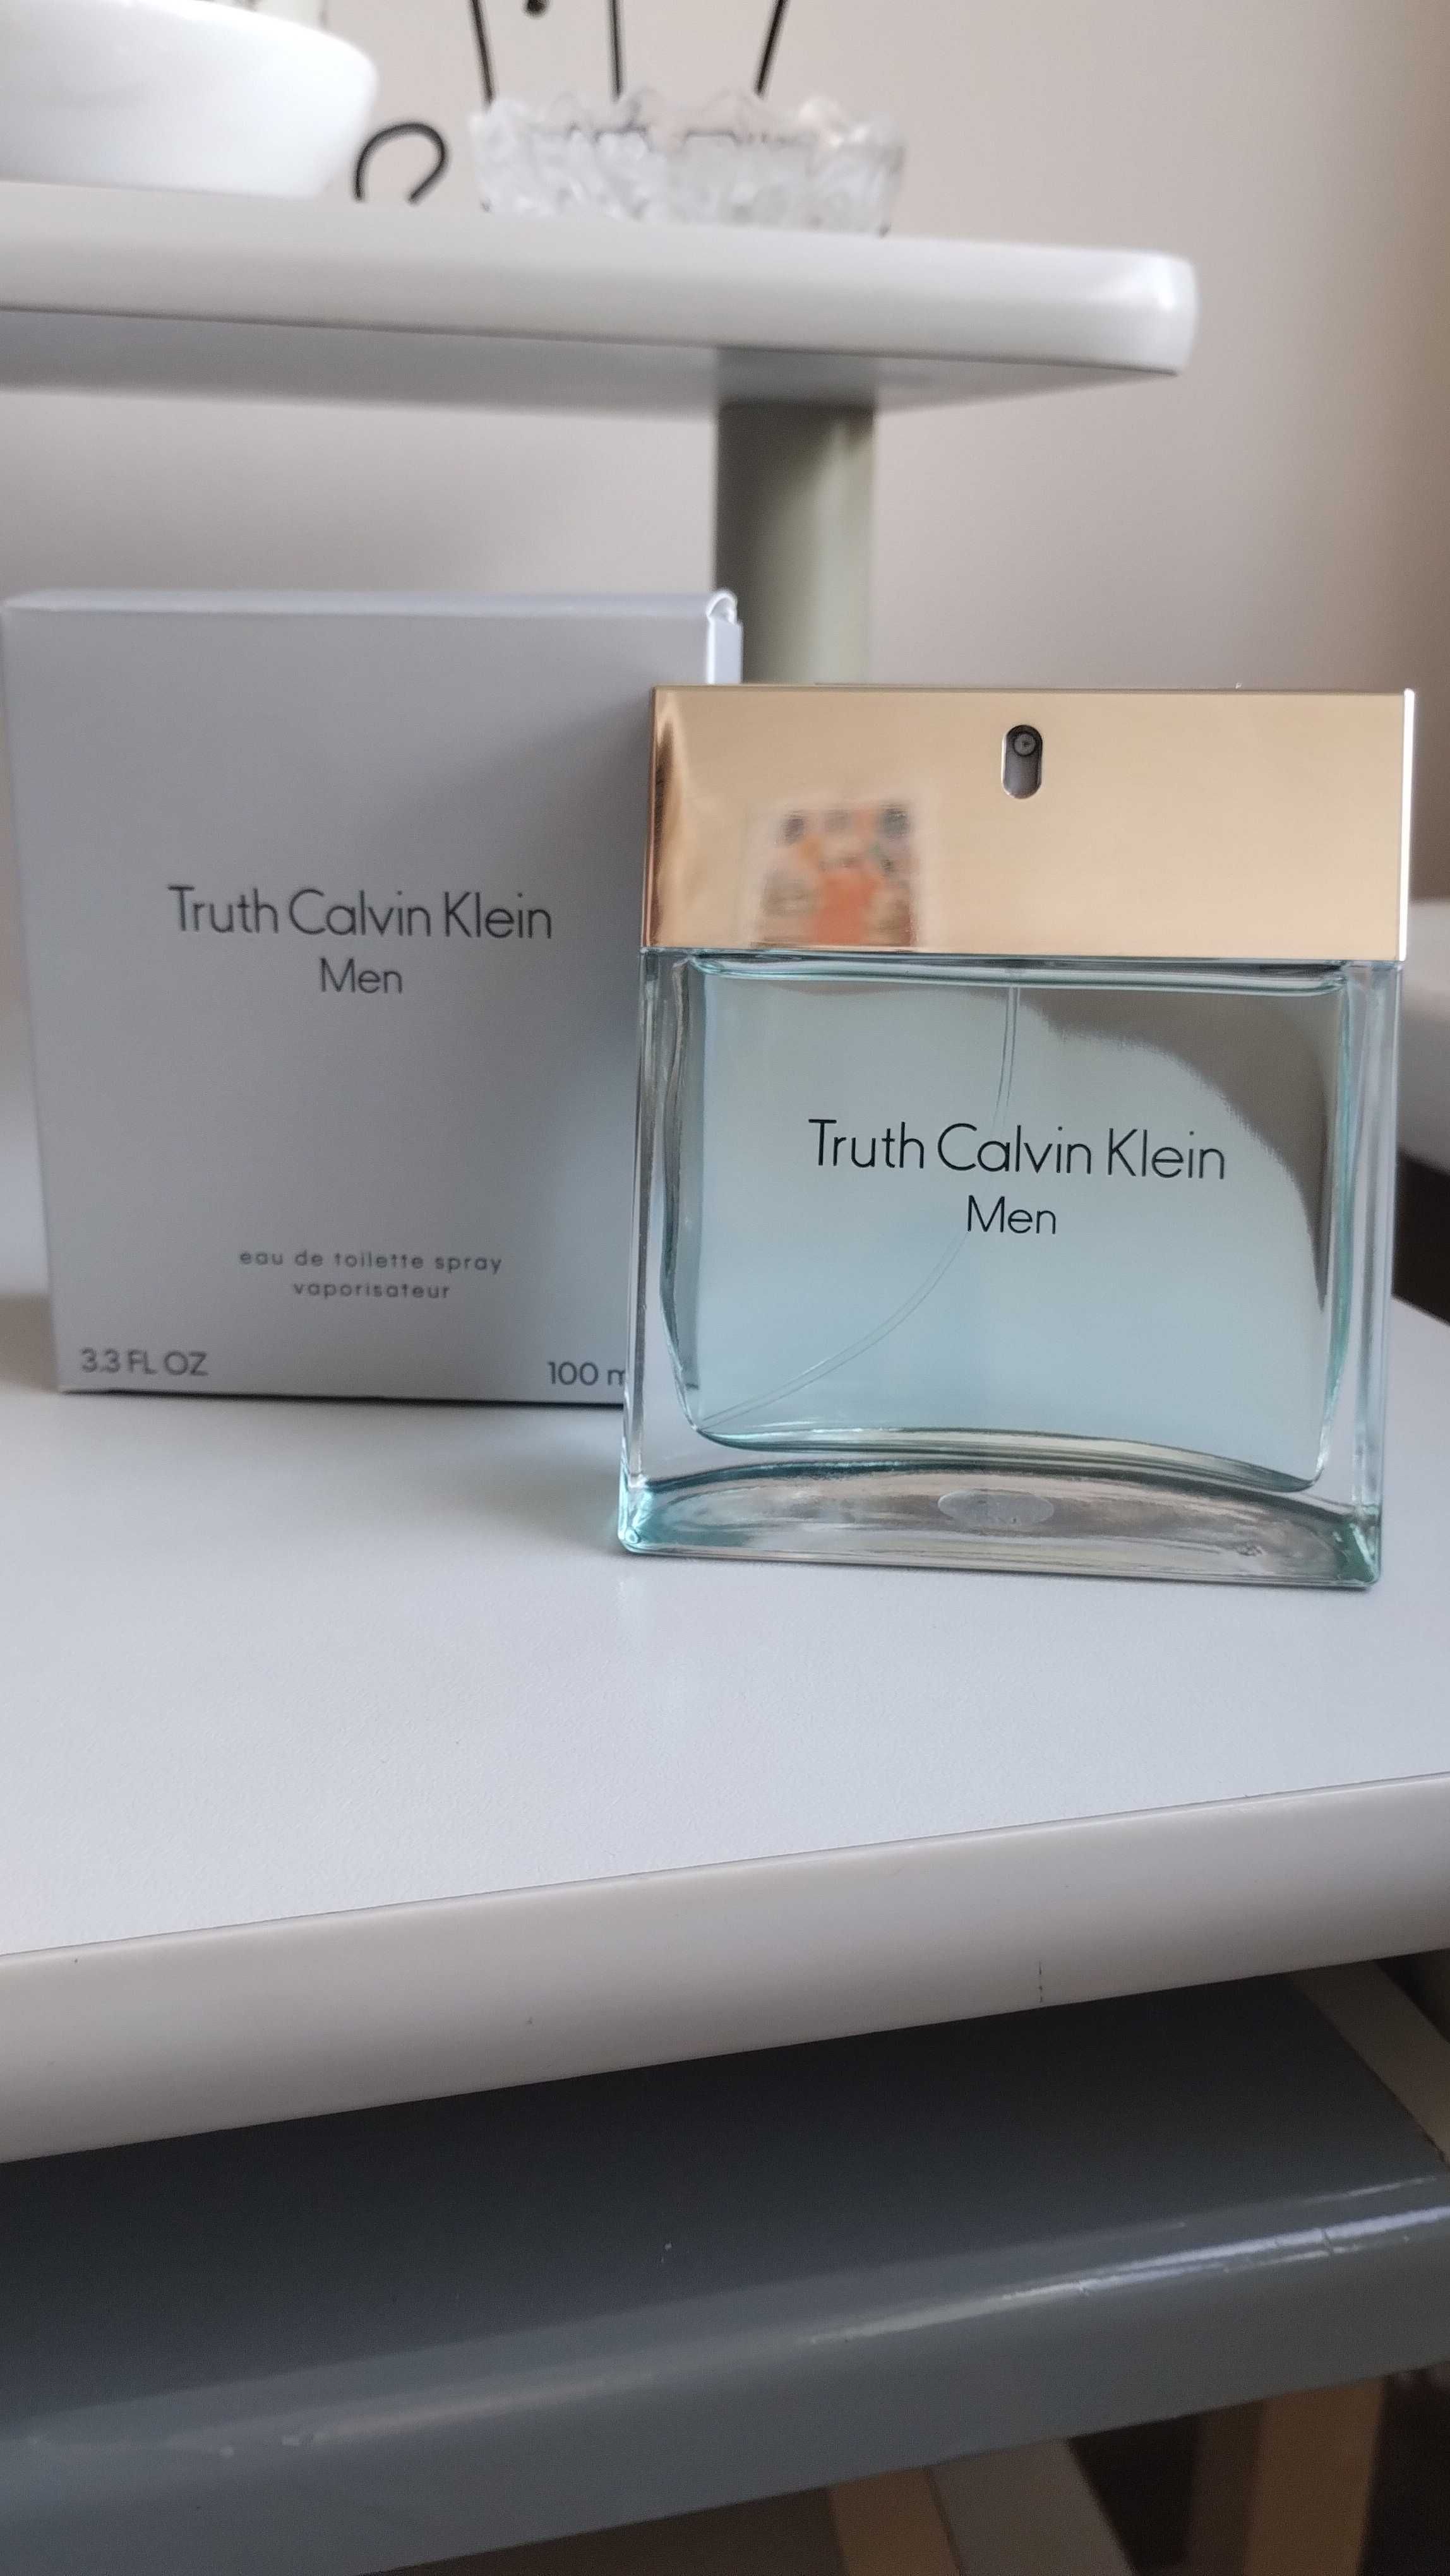 Truth Calvin Klein
Men
eau de toilette spray
vaporisateur
3.3 FL OZ
100 m
Truth Calvin Klein
Men